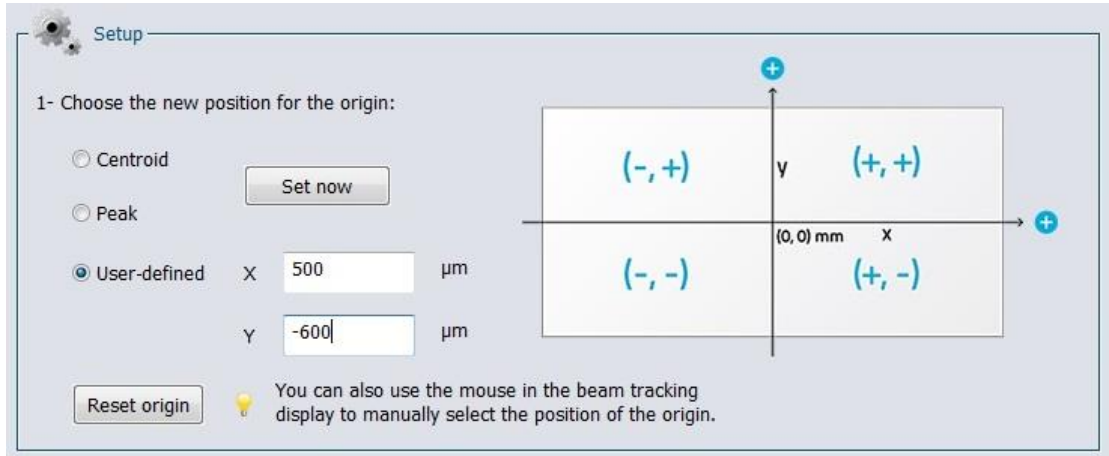 Setup
1- Choose the new position for the origin:
Centroid
Set now
Peak
User-defined X 500 µm
Y -600 µm
Reset origin
You can also use the mouse in the beam tracking
display to manually select the position of the origin.
+
(-, +) y (+, +)
+
(0, 0) mm x
(-, -) (+, -)